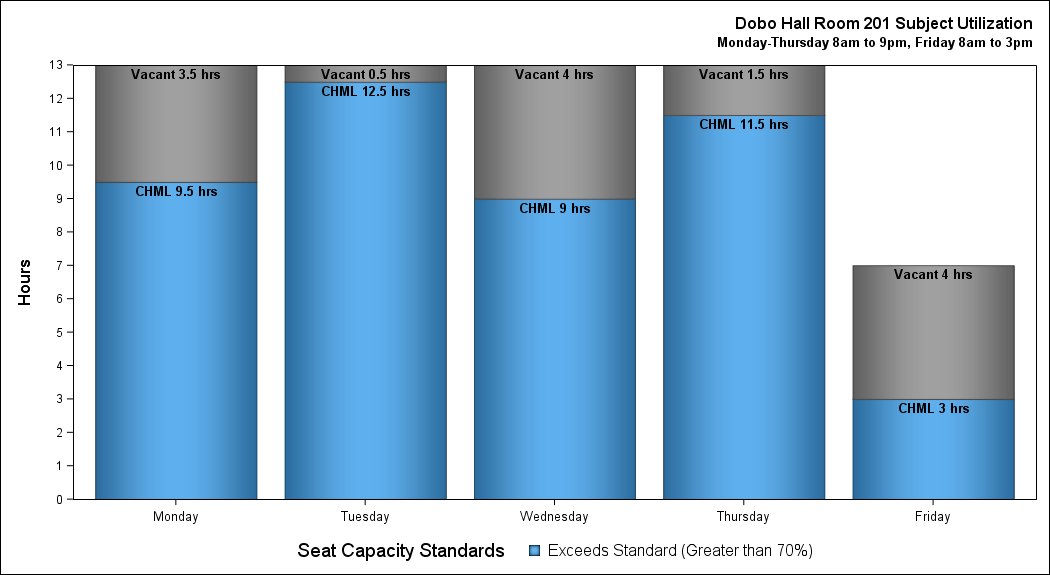 Dobo Hall Room 201 Subject Utilization
Monday-Thursday 8am to 9pm, Friday 8am to 3pm
Hours
13
12
11
10
9
8
7
6
5
4
3
2
1
0
Vacant 3.5 hrs
CHML 9.5 hrs
Vacant 0.5 hrs
CHML 12.5 hrs
Vacant 4 hrs
CHML 9 hrs
Vacant 1.5 hrs
CHML 11.5 hrs
Vacant 4 hrs
CHML 3 hrs
Monday Tuesday Wednesday Thursday Friday
Seat Capacity Standards Exceeds Standard (Greater than 70%)